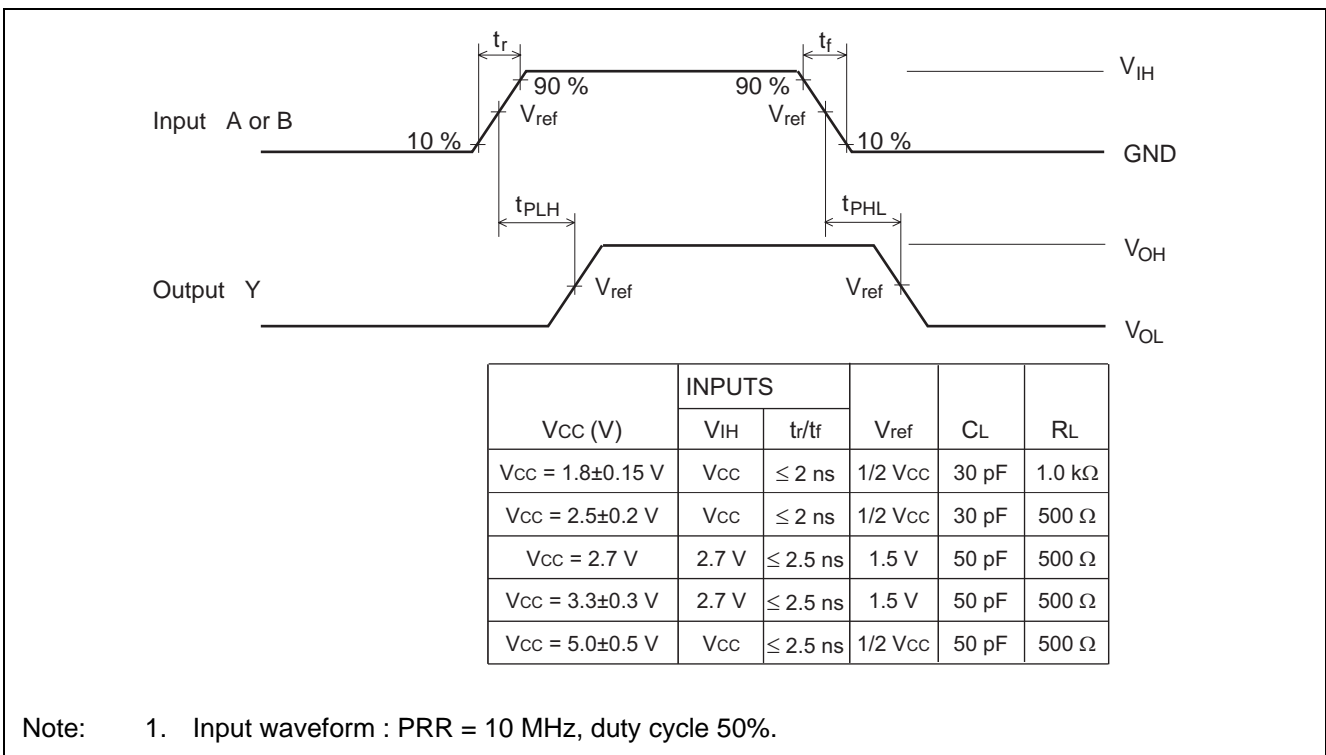 tr tf
VIH
90 % 90 %
Input A or B Vref Vref
10 % 10 %
GND
tPLH tPHL
VOH
Output Y Vref Vref
VOL
INPUTS
VCC (V) VIH tr/tf Vref CL RL
VCC = 1.8±0.15 V VCC ≤ 2 ns 1/2 VCC 30 pF 1.0 kΩ
VCC = 2.5±0.2 V VCC ≤ 2 ns 1/2 VCC 30 pF 500 Ω
VCC = 2.7 V 2.7 V ≤ 2.5 ns 1.5 V 50 pF 500 Ω
VCC = 3.3±0.3 V 2.7 V ≤ 2.5 ns 1.5 V 50 pF 500 Ω
VCC = 5.0±0.5 V VCC ≤ 2.5 ns 1/2 VCC 50 pF 500 Ω
Note: 1. Input waveform : PRR = 10 MHz, duty cycle 50%.